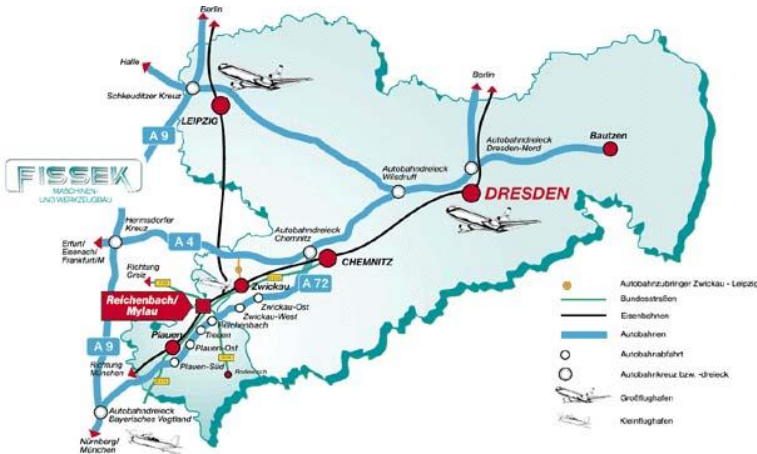 Berlin
Halle
Schkeuditzer Kreuz
LEIPZIG
A 9
Berlin
Autobahndreieck
Dresden-Nord
Bautzen
Autobahndreieck
Wilsdruff
DRESDEN
FISSEK
MASCHINEN-
UND WERKZEUGBAU
Hermsdorfer
Kreuz
Erfurt/
Eisenach/
Frankfurt/M
A 4
Autobahndreieck
Chemnitz
CHEMNITZ
Richtung
Greiz
Zwickau
A 72
Reichenbach/
Mylau
Zwickau-Ost
Zwickau-West
Reichenbach
Treuen
Plauen-Ost
Plauen
Plauen-Süd
Rodewisch
A 9
Richtung
München
Autobahndreieck
Bayerisches Vogtland
Nürnberg/
München
Autobahnzubringer Zwickau - Leipzig
Bundesstraßen
Eisenbahnen
Autobahnen
Autobahnabfahrt
Autobahnkreuz bzw. -dreieck
Großflughafen
Kleinflughafen